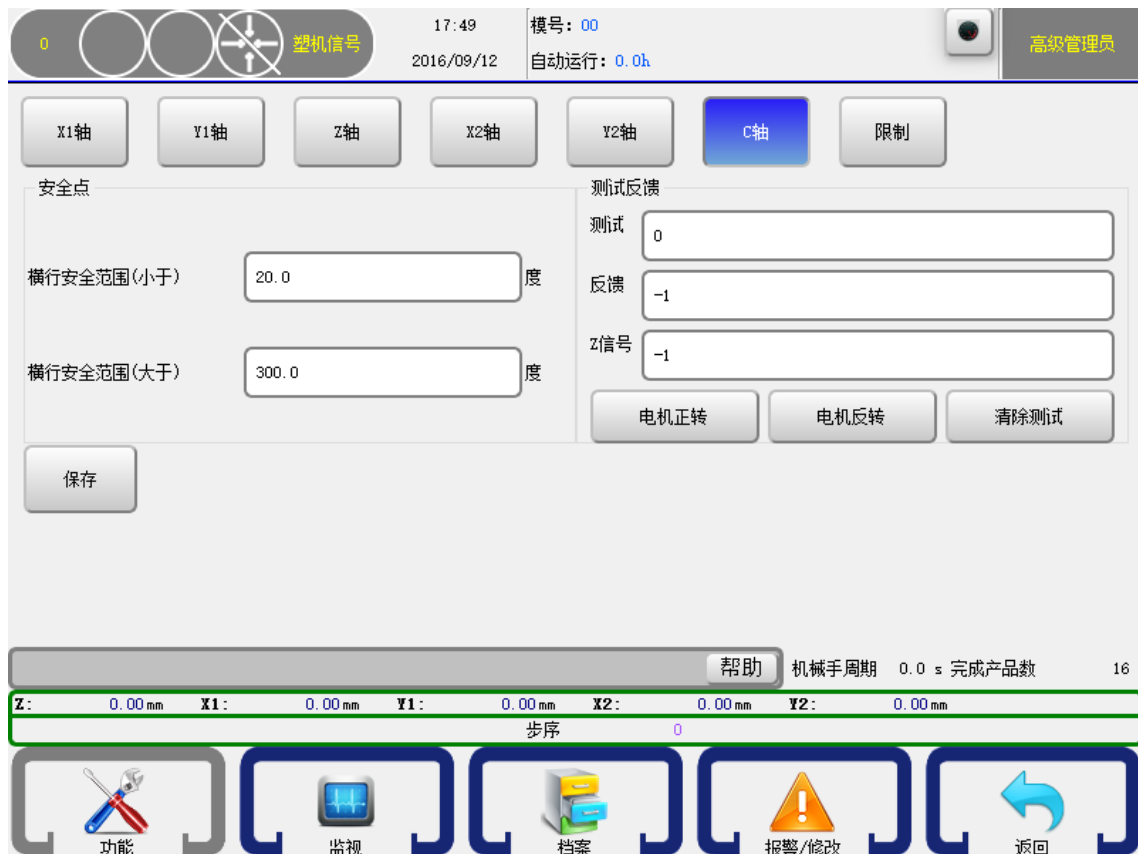 0 塑机信号 17:49 模号: 00 高级管理员
2016/09/12 自动运行: 0.0h
X1轴 Y1轴 Z轴 X2轴 Y2轴 C轴 限制
安全点 测试反馈
测试 0
横行安全范围(小于) 20.0 度
反馈 -1
Z信号 -1
横行安全范围(大于) 300.0 度
电机正转 电机反转 清除测试
保存
帮助 机械手周期 0.0 s 完成产品数 16
Z: 0.00mm X1: 0.00mm Y1: 0.00mm X2: 0.00mm Y2: 0.00mm
步序 0
功能 监视 档案 报警/修改 返回